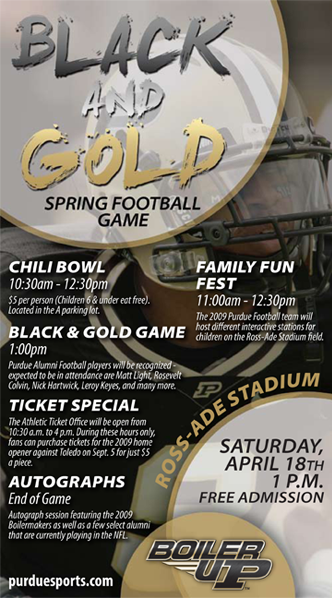 BLACK
AND
GOLD
SPRING FOOTBALL
GAME
CHILI BOWL
10:30am - 12:30pm
$5 per person (Children 6 & under eat free).
Located in the A parking lot.
FAMILY FUN
FEST
11:00am - 12:30pm
The 2009 Purdue Football team will
host different interactive stations for
children on the Ross-Ade Stadium field.
BLACK & GOLD GAME
1:00pm
Purdue Alumni Football players will be recognized -
expected to be in attendance are Matt Light, Rosevelt
Colvin, Nick Hartwick, Leroy Keyes, and many more.
TICKET SPECIAL
The Athletic Ticket Office will be open from
10:30 a.m. to 4 p.m. During these hours only,
fans can purchase tickets for the 2009 home
opener against Toledo on Sept. 5 for just $5
a piece.
AUTOGRAPHS
End of Game
Autograph session featuring the 2009
Boilermakers as well as a few select alumni
that are currently playing in the NFL.
P
ROSS-ADE STADIUM
SATURDAY,
APRIL 18TH
1 P.M.
FREE ADMISSION
BOILER
UP
purduesports.com